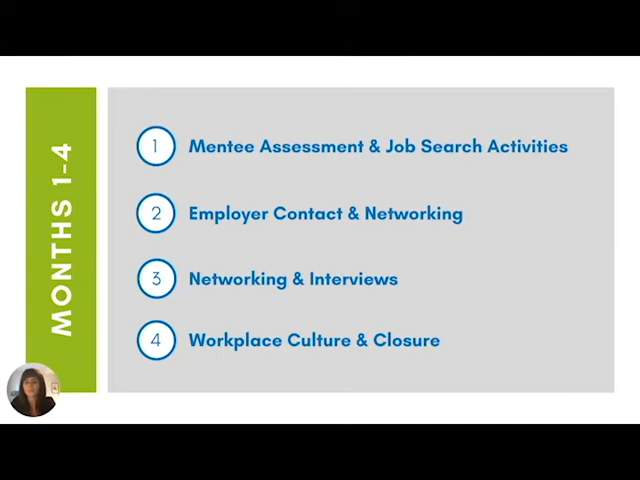 MONTHS 1-4
1 Mentee Assessment & Job Search Activities
2 Employer Contact & Networking
3 Networking & Interviews
4 Workplace Culture & Closure